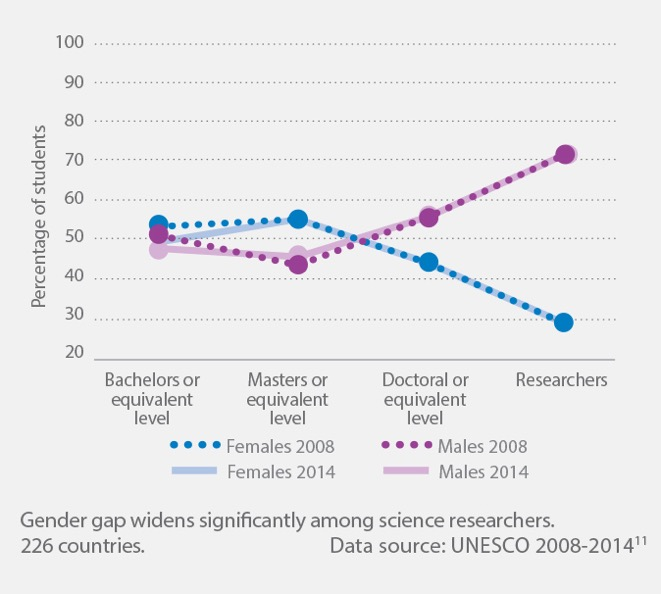 100
90
80
70
60
50
40
30
20
Percentage of students
Bachelors or
equivalent
level
Masters or
equivalent
level
Doctoral or
equivalent
level
Researchers
Females 2008
Males 2008
Females 2014
Males 2014
Gender gap widens significantly among science researchers.
226 countries.
Data source: UNESCO 2008-2014¹¹